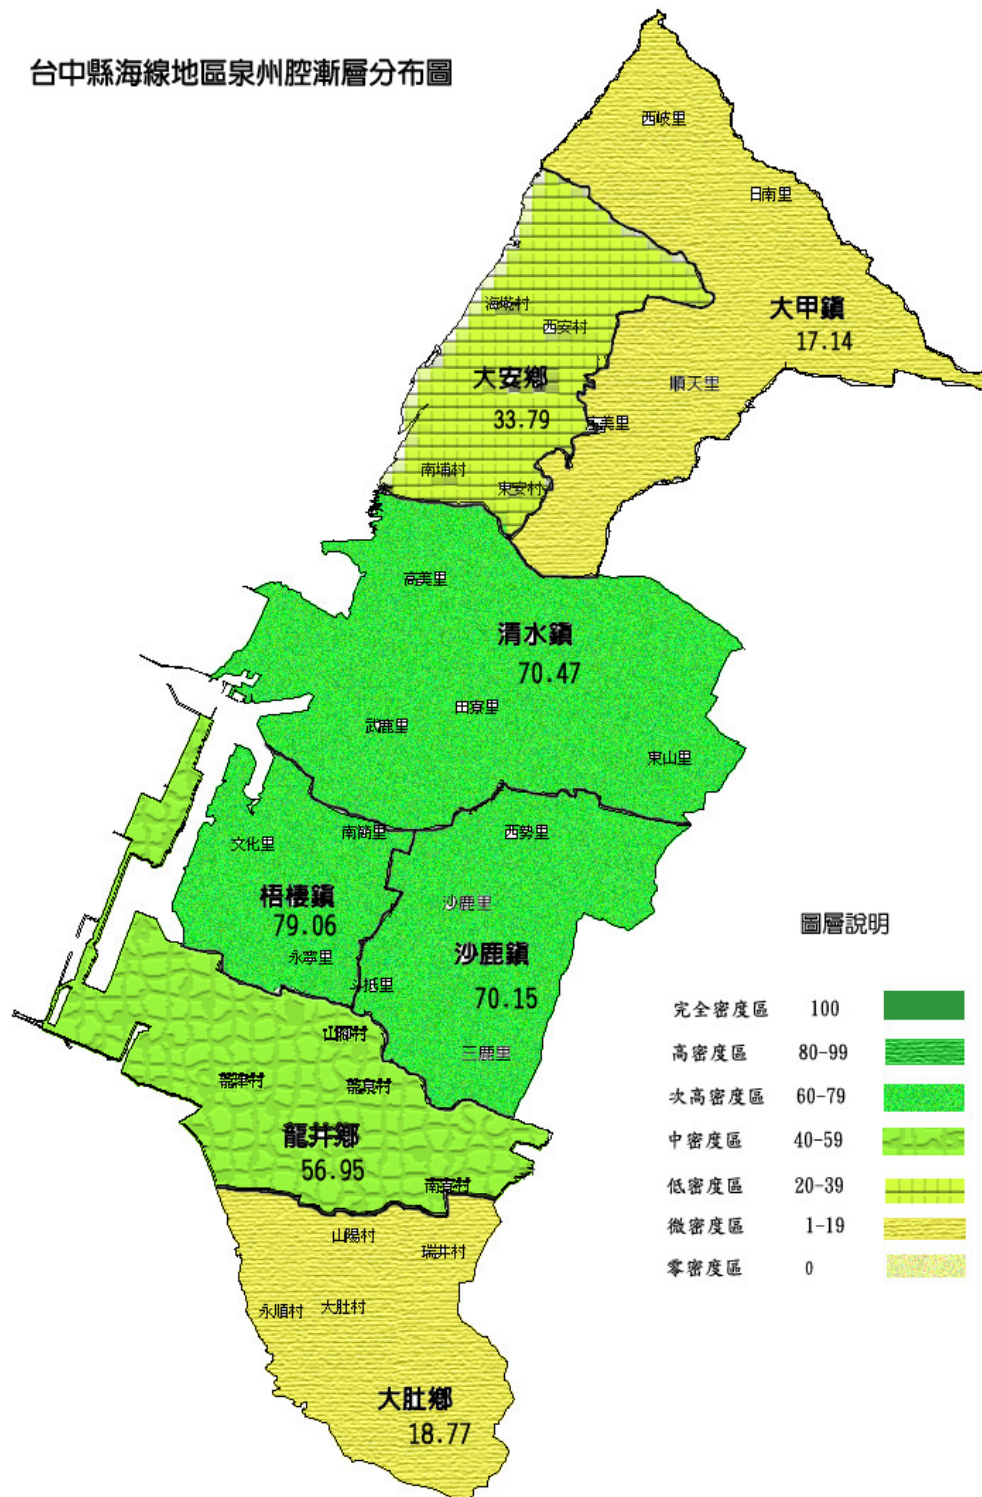 台中縣海線地區泉州腔漸層分布圖
西岐里
日南里
大甲鎮
17.14
海墘村
西安村
大安鄉
33.79
順天里
南埔村
東安村
高美里
清水鎮
70.47
田寮里
武鹿里
東山里
南簡里
文化里
西勢里
梧棲鎮
79.06
沙鹿里
永寧里
沙鹿鎮
70.15
斗抵里
三鹿里
山腳村
龍津村
龍泉村
龍井鄉
56.95
山陽村
瑞井村
永順村
大肚村
大肚鄉
18.77
圖層說明
完全密度區 100
高密度區 80-99
次高密度區 60-79
中密度區 40-59
低密度區 20-39
微密度區 1-19
零密度區 0